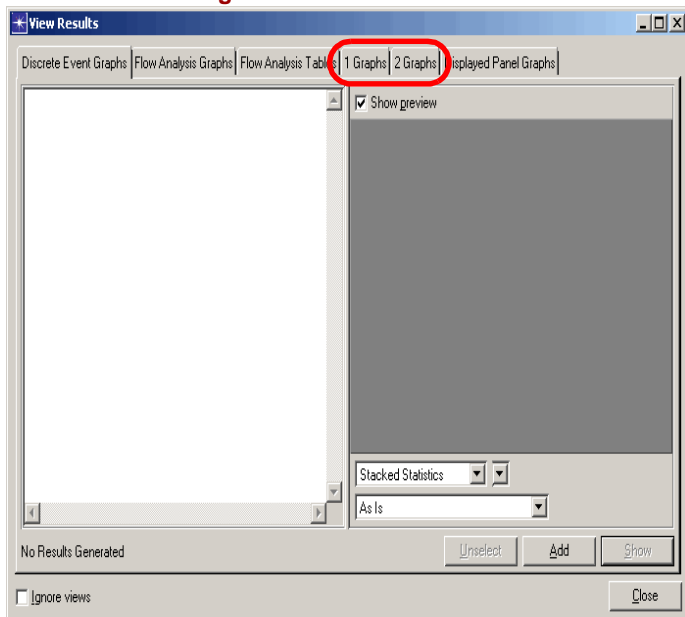 View Results
Discrete Event Graphs Flow Analysis Graphs Flow Analysis Tables 1 Graphs 2 Graphs Displayed Panel Graphs
Show preview
Stacked Statistics
As Is
No Results Generated
Unselect Add Show
Ignore views
Close